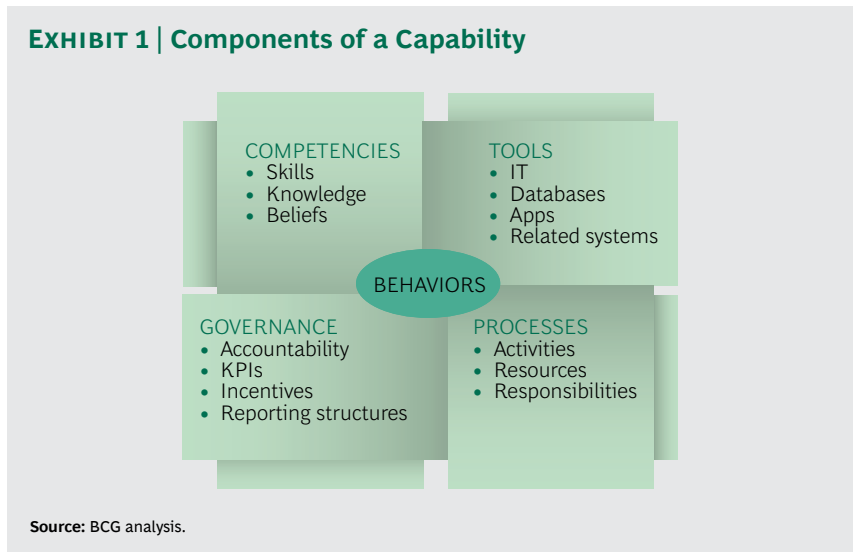 EXHIBIT 1 | Components of a Capability
COMPETENCIES
• Skills
• Knowledge
• Beliefs
TOOLS
• IT
• Databases
• Apps
• Related systems
BEHAVIORS
GOVERNANCE
• Accountability
• KPIs
• Incentives
• Reporting structures
PROCESSES
• Activities
• Resources
• Responsibilities
Source: BCG analysis.